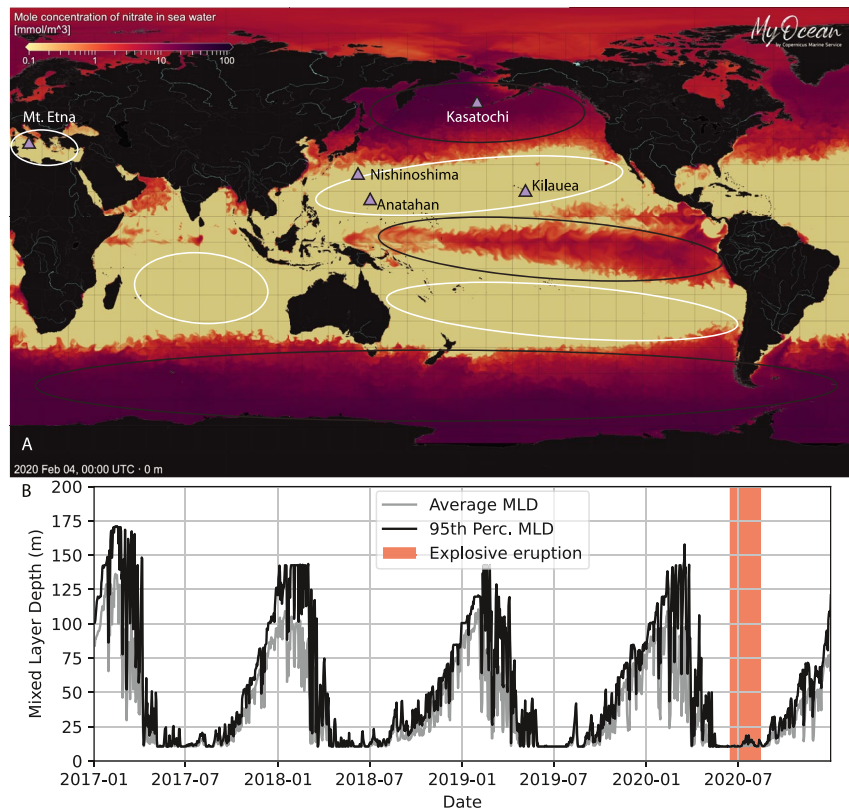 Mole concentration of nitrate in sea water
[mmol/m^3]
0.1 1 10 100
My Ocean
by Copernicus Marine Service
Mt. Etna
Kasatochi
Nishinoshima
Kilauea
Anatahan
A
2020 Feb 04, 00:00 UTC · 0 m
B
200
175
150
125
100
75
50
25
0
Mixed Layer Depth (m)
Average MLD
95th Perc. MLD
Explosive eruption
2017-01 2017-07 2018-01 2018-07 2019-01 2019-07 2020-01 2020-07
Date